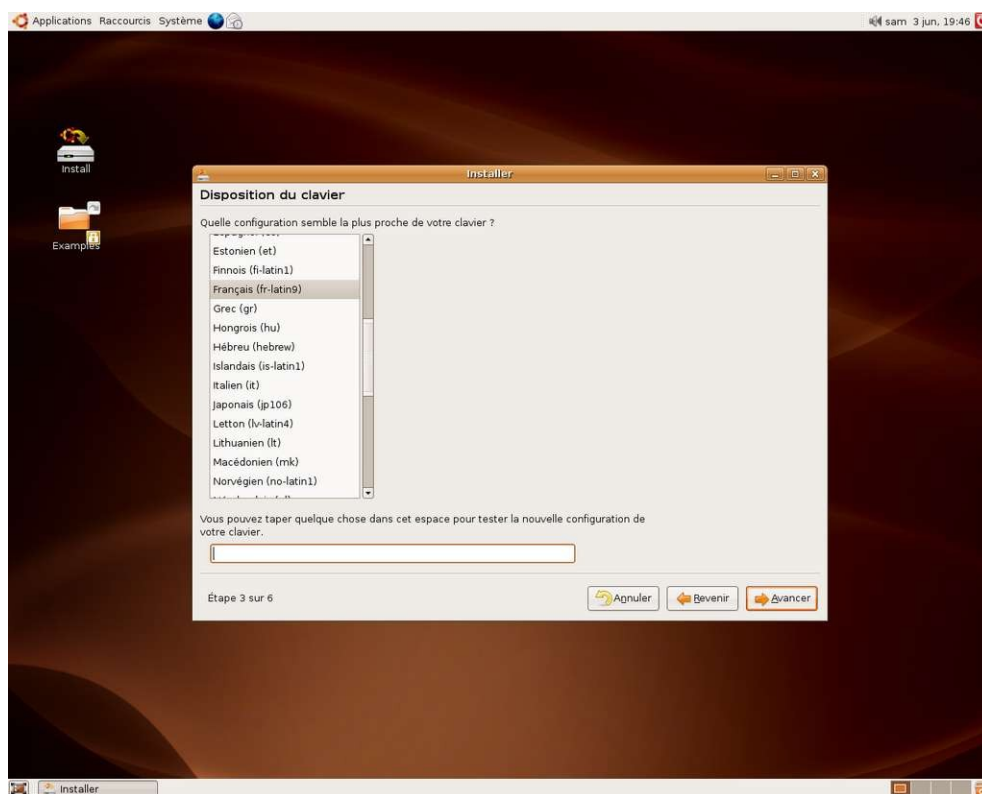 Applications Raccourcis Système
sam 3 jun, 19:46
Install
Examples
Installer
Disposition du clavier
Quelle configuration semble la plus proche de votre clavier ?
Estonien (et)
Finnois (fi-latin1)
Français (fr-latin9)
Grec (gr)
Hongrois (hu)
Hébreu (hebrew)
Islandais (is-latin1)
Italien (it)
Japonais (jp106)
Letton (lv-latin4)
Lithuanien (lt)
Macédonien (mk)
Norvégien (no-latin1)
Vous pouvez taper quelque chose dans cet espace pour tester la nouvelle configuration de
votre clavier.
Étape 3 sur 6
Annuler
Revenir
Avancer
Installer